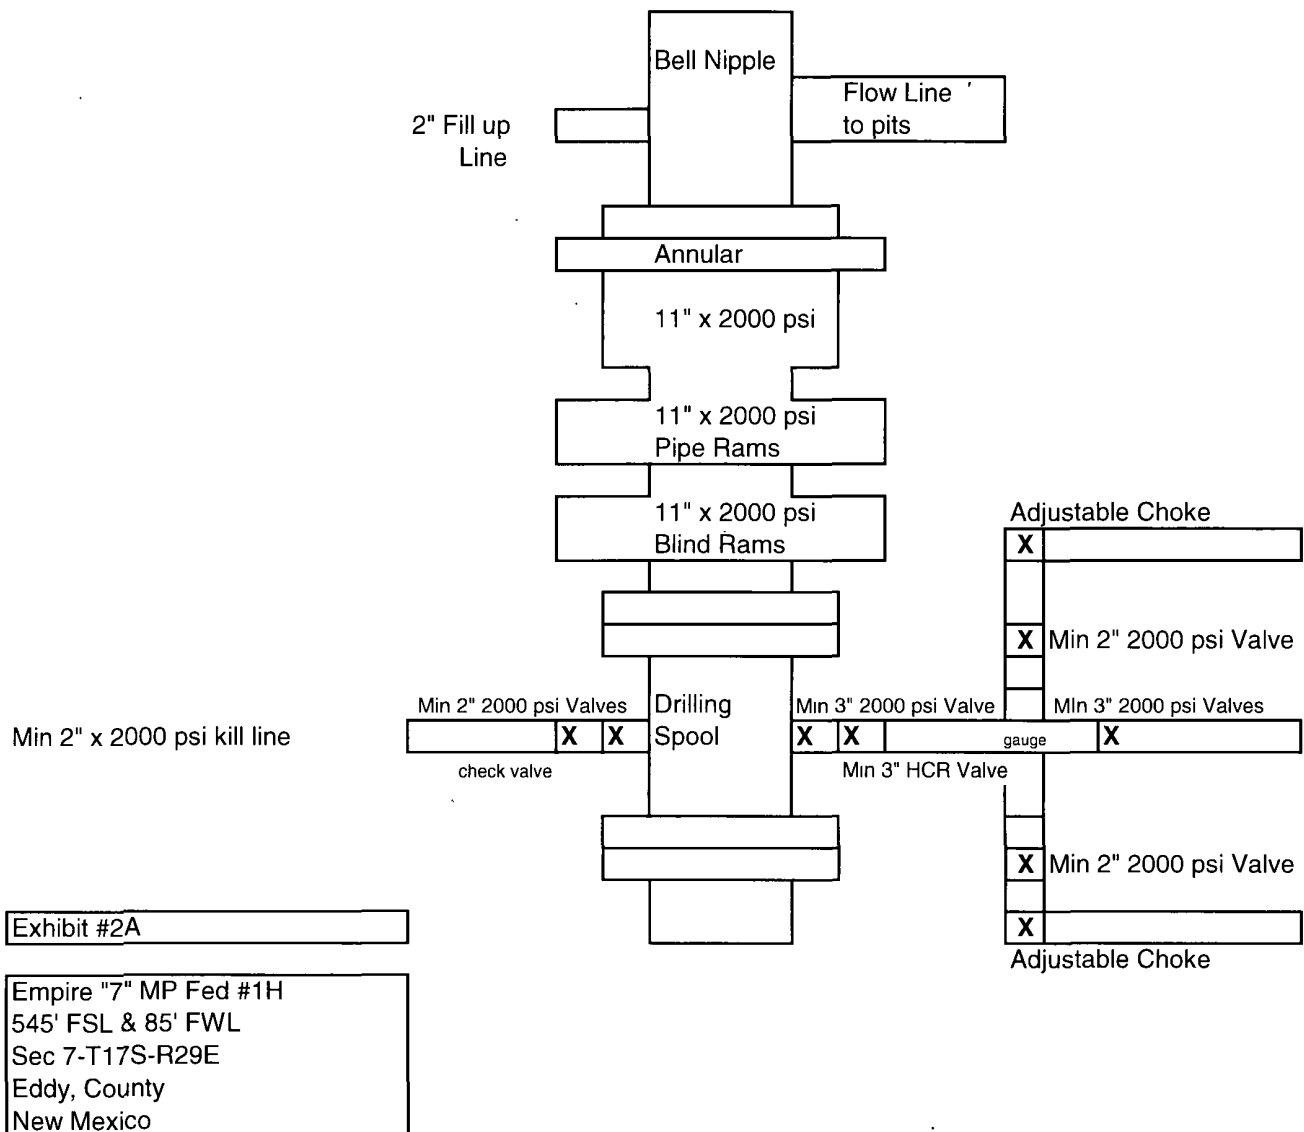 Bell Nipple
Flow Line
to pits
2" Fill up
Line
Annular
11" x 2000 psi
11" x 2000 psi
Pipe Rams
11" x 2000 psi
Blind Rams
Adjustable Choke
X
X Min 2" 2000 psi Valve
Min 2" 2000 psi Valves
Drilling
Spool
Min 3" 2000 psi Valve
MIn 3" 2000 psi Valves
Min 2" x 2000 psi kill line
X X
X X
gauge
X
check valve
Min 3" HCR Valve
X Min 2" 2000 psi Valve
X
Adjustable Choke
Exhibit #2A
Empire "7" MP Fed #1H
545' FSL & 85' FWL
Sec 7-T17S-R29E
Eddy, County
New Mexico